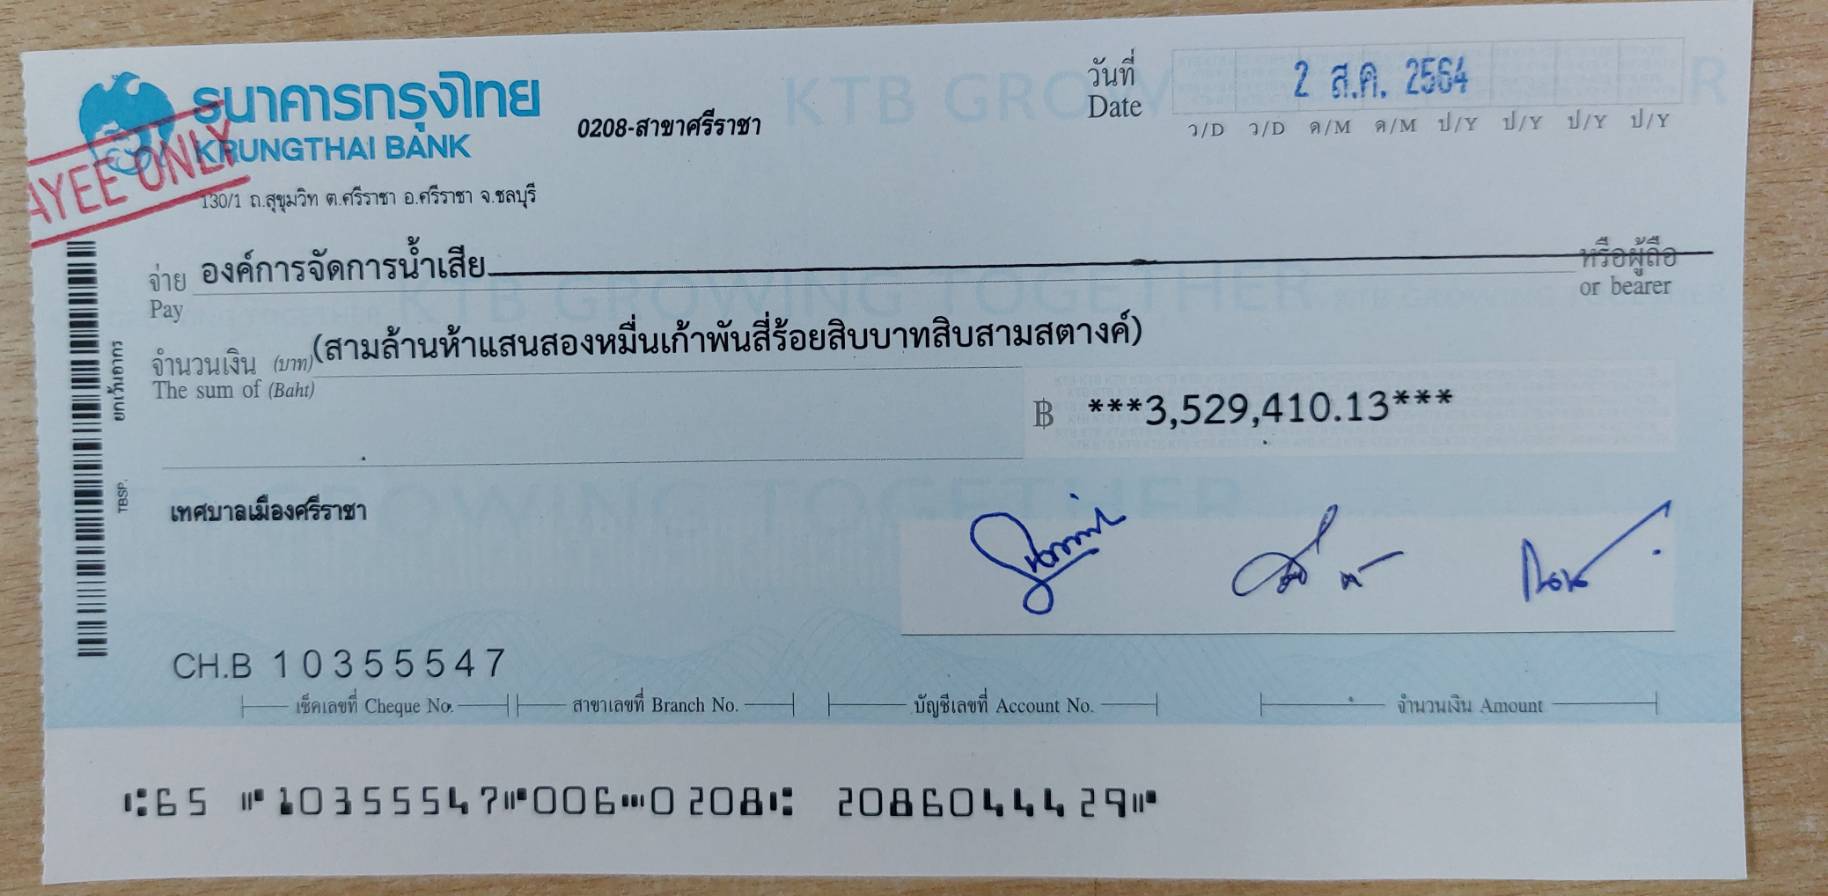 ธนาคารกรุงไทย
KRUNGTHAI BANK
0208-สาขาศรีราชา
วันที่ 2 ส.ค. 2564
Date
ว/D ว/D ด/M ด/M ป/Y ป/Y ป/Y ป/Y
AYEE ONLY
130/1 ถ.สุขุมวิท ต.ศรีราชา อ.ศรีราชา จ.ชลบุรี
จ่าย องค์การจัดการน้ำเสีย หรือผู้ถือ
Pay or bearer
KTB GROWING TOGETHER
จำนวนเงิน (บาท) (สามล้านห้าแสนสองหมื่นเก้าพันสี่ร้อยสิบบาทสิบสามสตางค์)
The sum of (Baht)
฿ ***3,529,410.13***
ยกเว้นอากร
TBSP.
เทศบาลเมืองศรีราชา
CH.B 10355547
เช็คเลขที่ Cheque No. สาขาเลขที่ Branch No. บัญชีเลขที่ Account No. จำนวนเงิน Amount
⑆65 ⑈10355547⑈006⑉0208⑆ 2086044429⑈